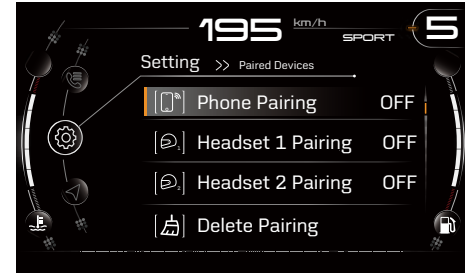 195 km/h SPORT 5
Setting >> Paired Devices
Phone Pairing OFF
Headset 1 Pairing OFF
Headset 2 Pairing OFF
Delete Pairing